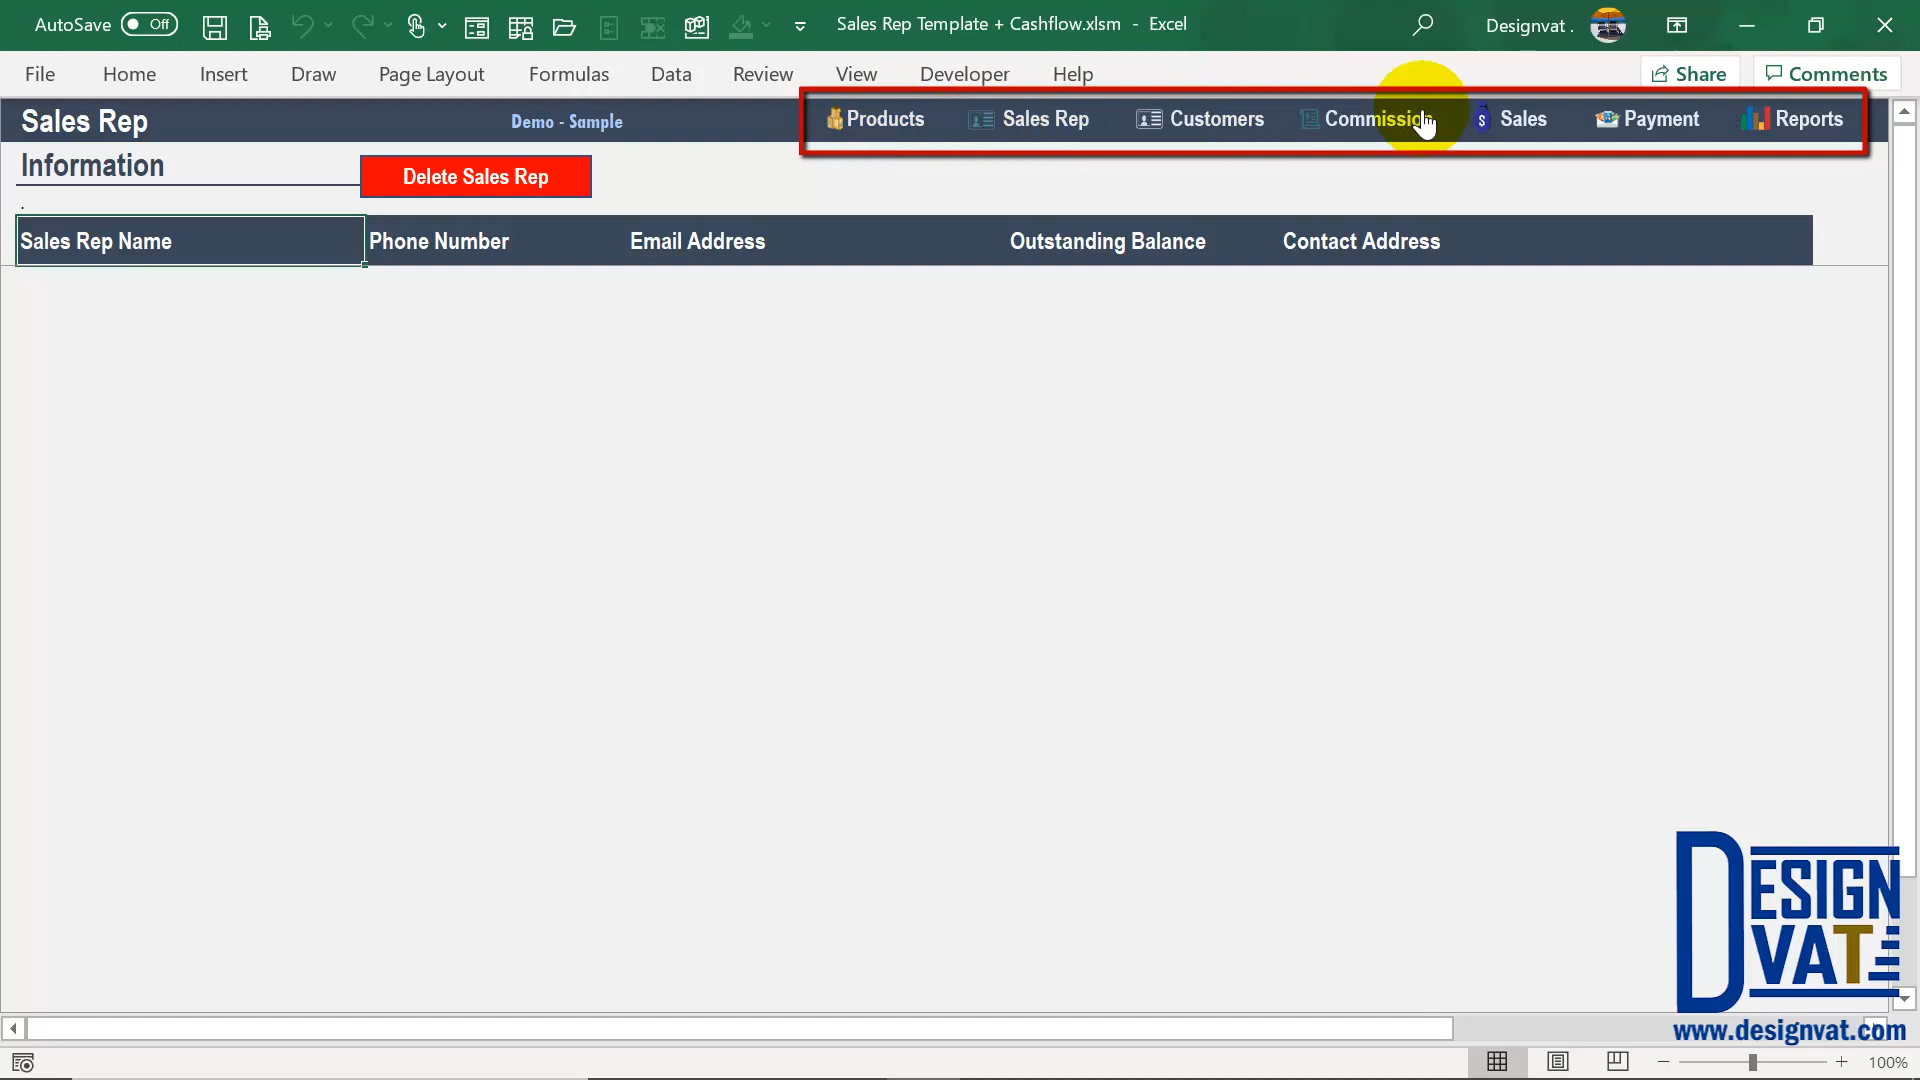 AutoSave Off Sales Rep Template + Cashflow.xlsm - Excel Designvat .
File Home Insert Draw Page Layout Formulas Data Review View Developer Help Share Comments
Sales Rep Demo - Sample Products Sales Rep Customers Commission Sales Payment Reports
Information
Delete Sales Rep
.
Sales Rep Name Phone Number Email Address Outstanding Balance Contact Address
DESIGN
VAT
www.designvat.com
100%